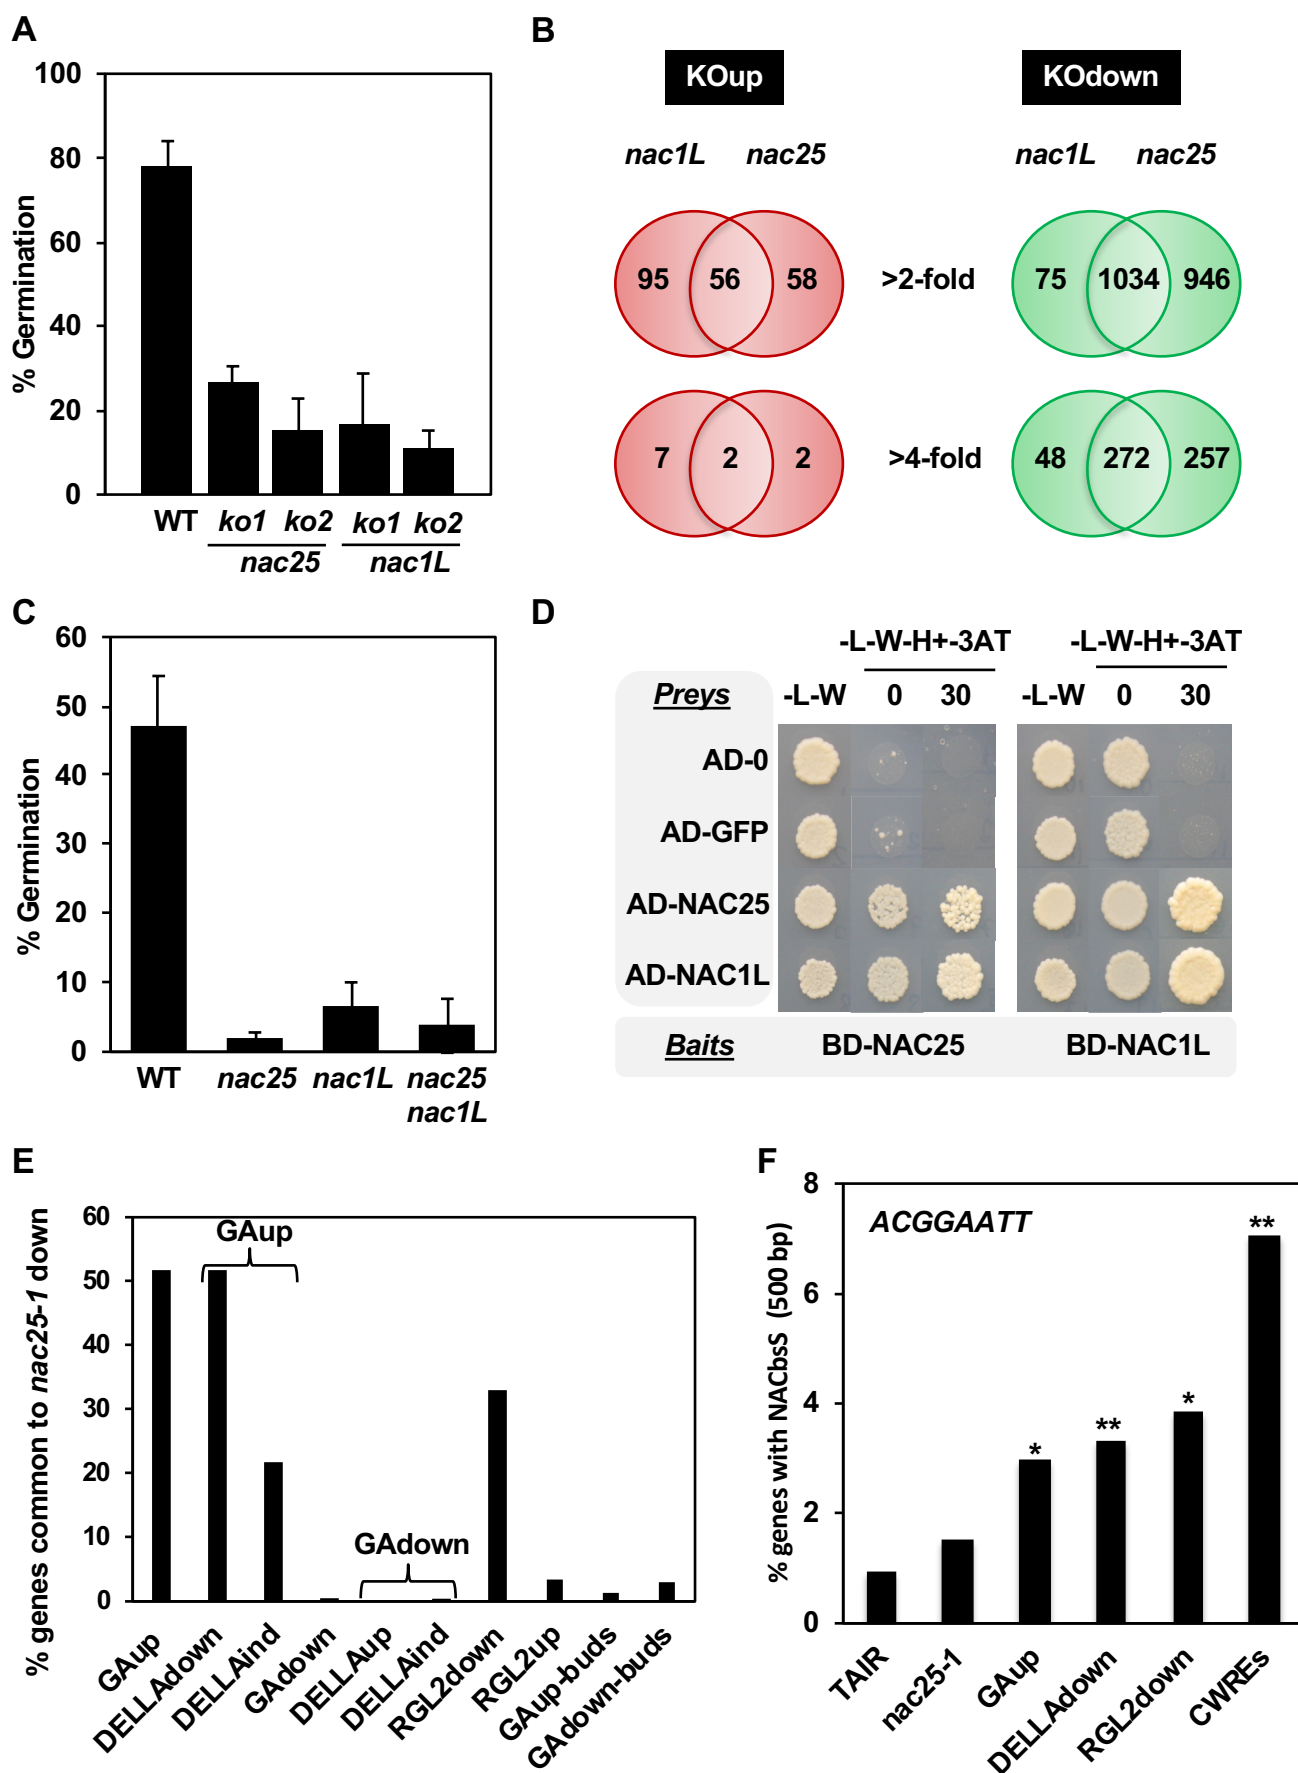 A
100
80
60
40
20
0
% Germination
WT
ko1 ko2 ko1 ko2
nac25 nac1L
B
KOup KOdown
nac1L nac25 nac1L nac25
95 56 58 >2-fold 75 1034 946
7 2 2 >4-fold 48 272 257
C
60
50
40
30
20
10
0
% Germination
WT nac25 nac1L nac25
nac1L
D
-L-W-H+-3AT -L-W-H+-3AT
Preys -L-W 0 30 -L-W 0 30
AD-0
AD-GFP
AD-NAC25
AD-NAC1L
Baits BD-NAC25 BD-NAC1L
E
60
50
40
30
20
10
0
% genes common to nac25-1 down
GAup
GAdown
GAup
DELLAdown
DELLAind
GAdown
DELLAup
DELLAind
RGL2down
RGL2up
GAup-buds
GAdown-buds
F
8
6
4
2
0
% genes with NACbsS (500 bp)
ACGGAATT
* ** * **
TAIR
nac25-1
GAup
DELLAdown
RGL2down
CWREs